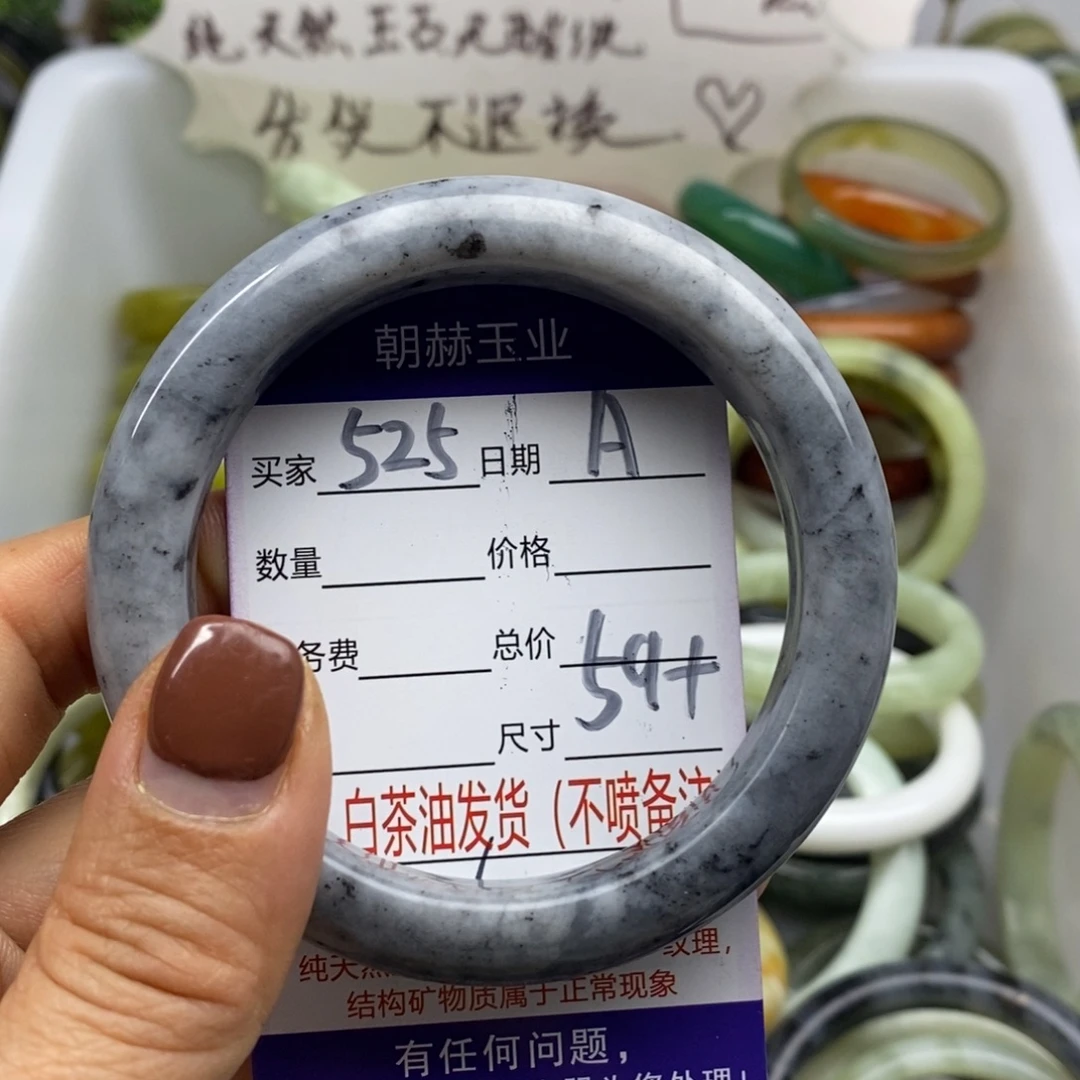 纯天然玉石无酸洗
售出不退换
朝赫玉业
买家 525 日期 A
数量 价格
务费 总价 59+
尺寸
白茶油发货（不喷备注
纯天然 纹理，
结构矿物质属于正常现象
有任何问题，